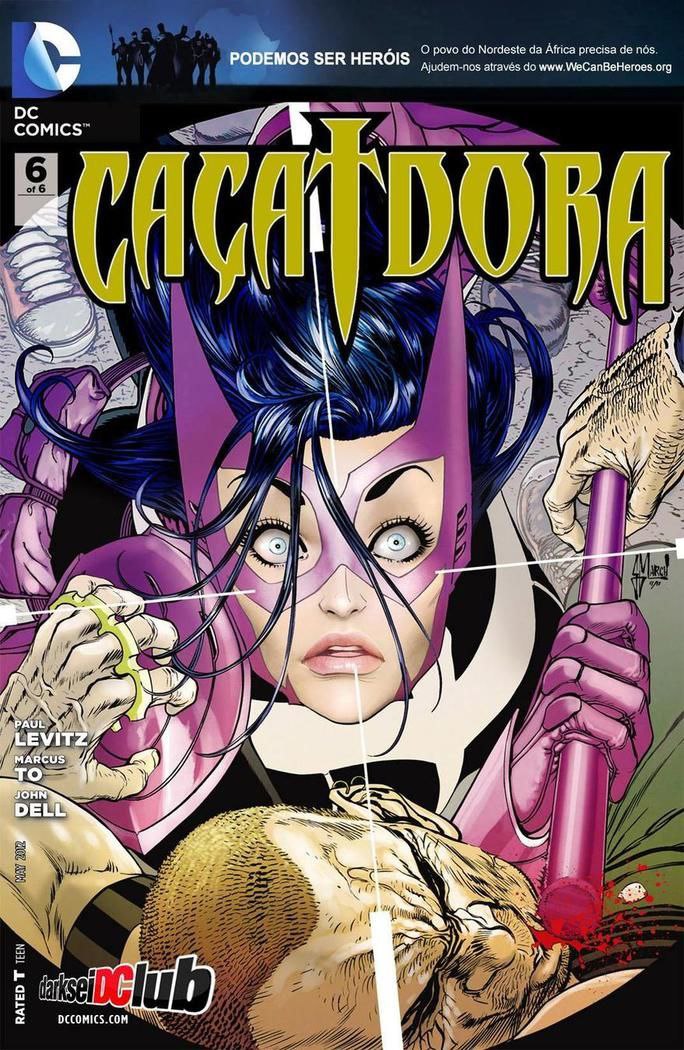 PODEMOS SER HERÓIS
O povo do Nordeste da África precisa de nós.
Ajudem-nos através do www.WeCanBeHeroes.org
DC
DC
COMICS™
6
of 6
CAÇADORA
PAUL
LEVITZ
MARCUS
TO
JOHN
DELL
MAY 2012
RATED T TEEN
darkseiDClub
DCCOMICS.COM